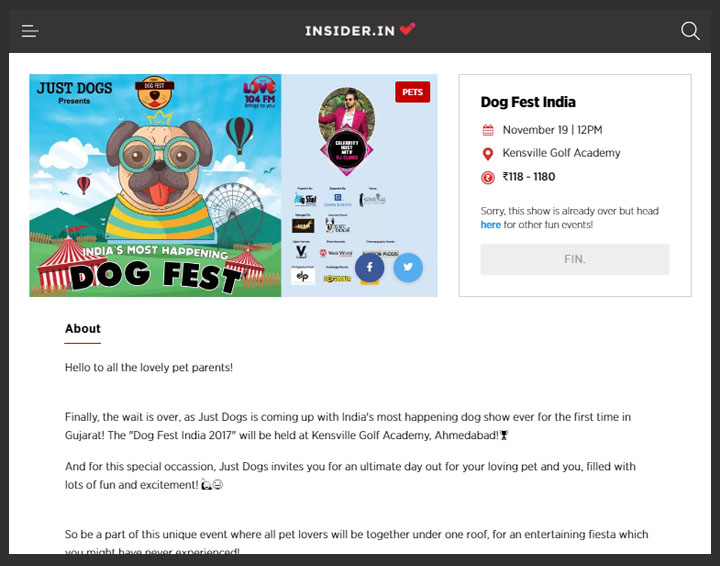 INSIDER.IN
JUST DOGS
Presents
DOG FEST
LOVE
104 FM
brings to you
INDIA'S MOST HAPPENING
DOG FEST
PETS
CELEBRITY
HOST
MTV
Dog Fest India
November 19 | 12PM
Kensville Golf Academy
₹118 - 1180
Sorry, this show is already over but head
here for other fun events!
FIN.
About
Hello to all the lovely pet parents!
Finally, the wait is over, as Just Dogs is coming up with India's most happening dog show ever for the first time in
Gujarat! The "Dog Fest India 2017" will be held at Kensville Golf Academy, Ahmedabad!
And for this special occassion, Just Dogs invites you for an ultimate day out for your loving pet and you, filled with
lots of fun and excitement!
So be a part of this unique event where all pet lovers will be together under one roof, for an entertaining fiesta which
you might have never experienced!